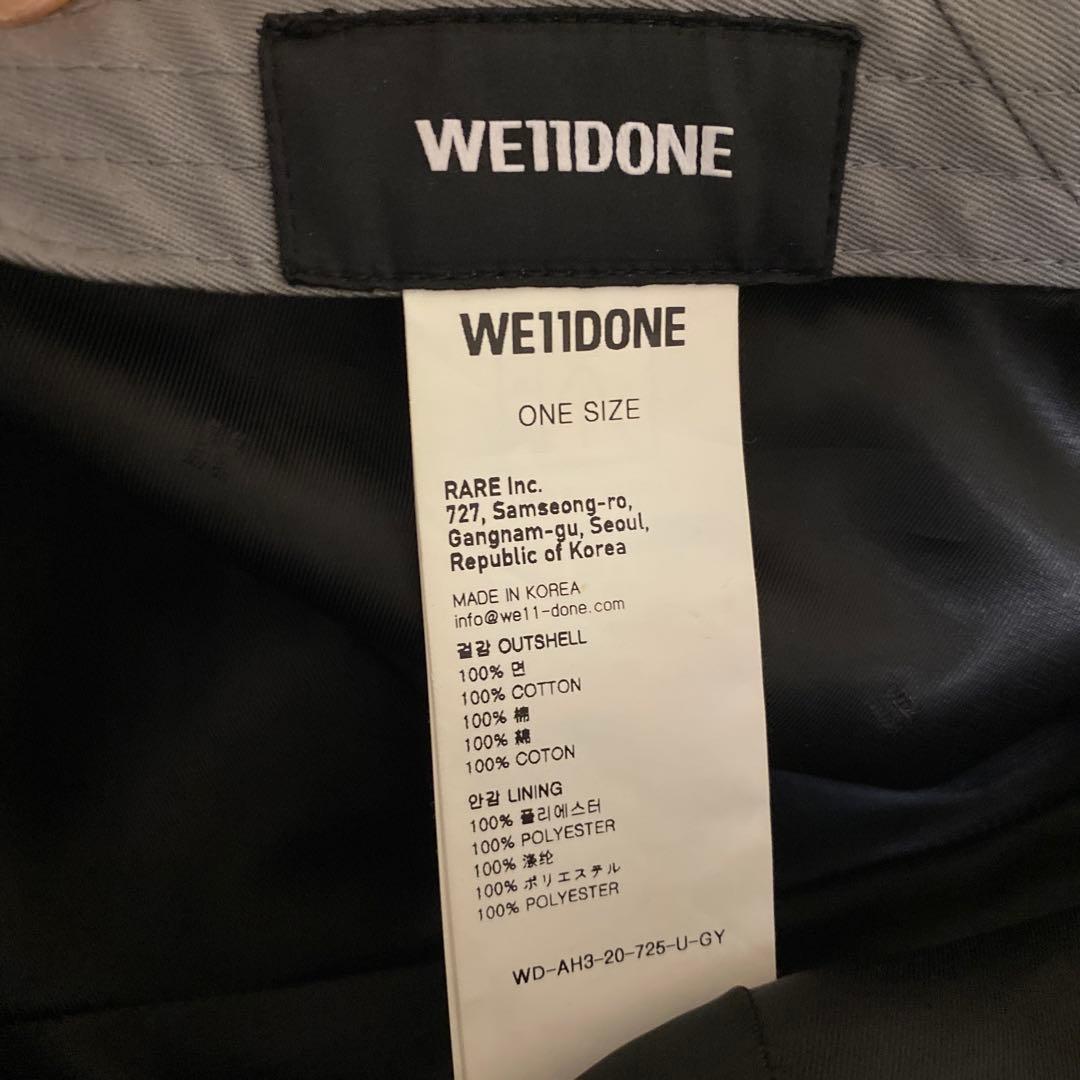 WE11DONE
WE11DONE
ONE SIZE
RARE Inc.
727, Samseong-ro,
Gangnam-gu, Seoul,
Republic of Korea
MADE IN KOREA
info@we11-done.com
겉감 OUTSHELL
100% 면
100% COTTON
100% 棉
100% 綿
100% COTON
안감 LINING
100% 폴리에스터
100% POLYESTER
100% 涤纶
100% ポリエステル
100% POLYESTER
WD-AH3-20-725-U-GY